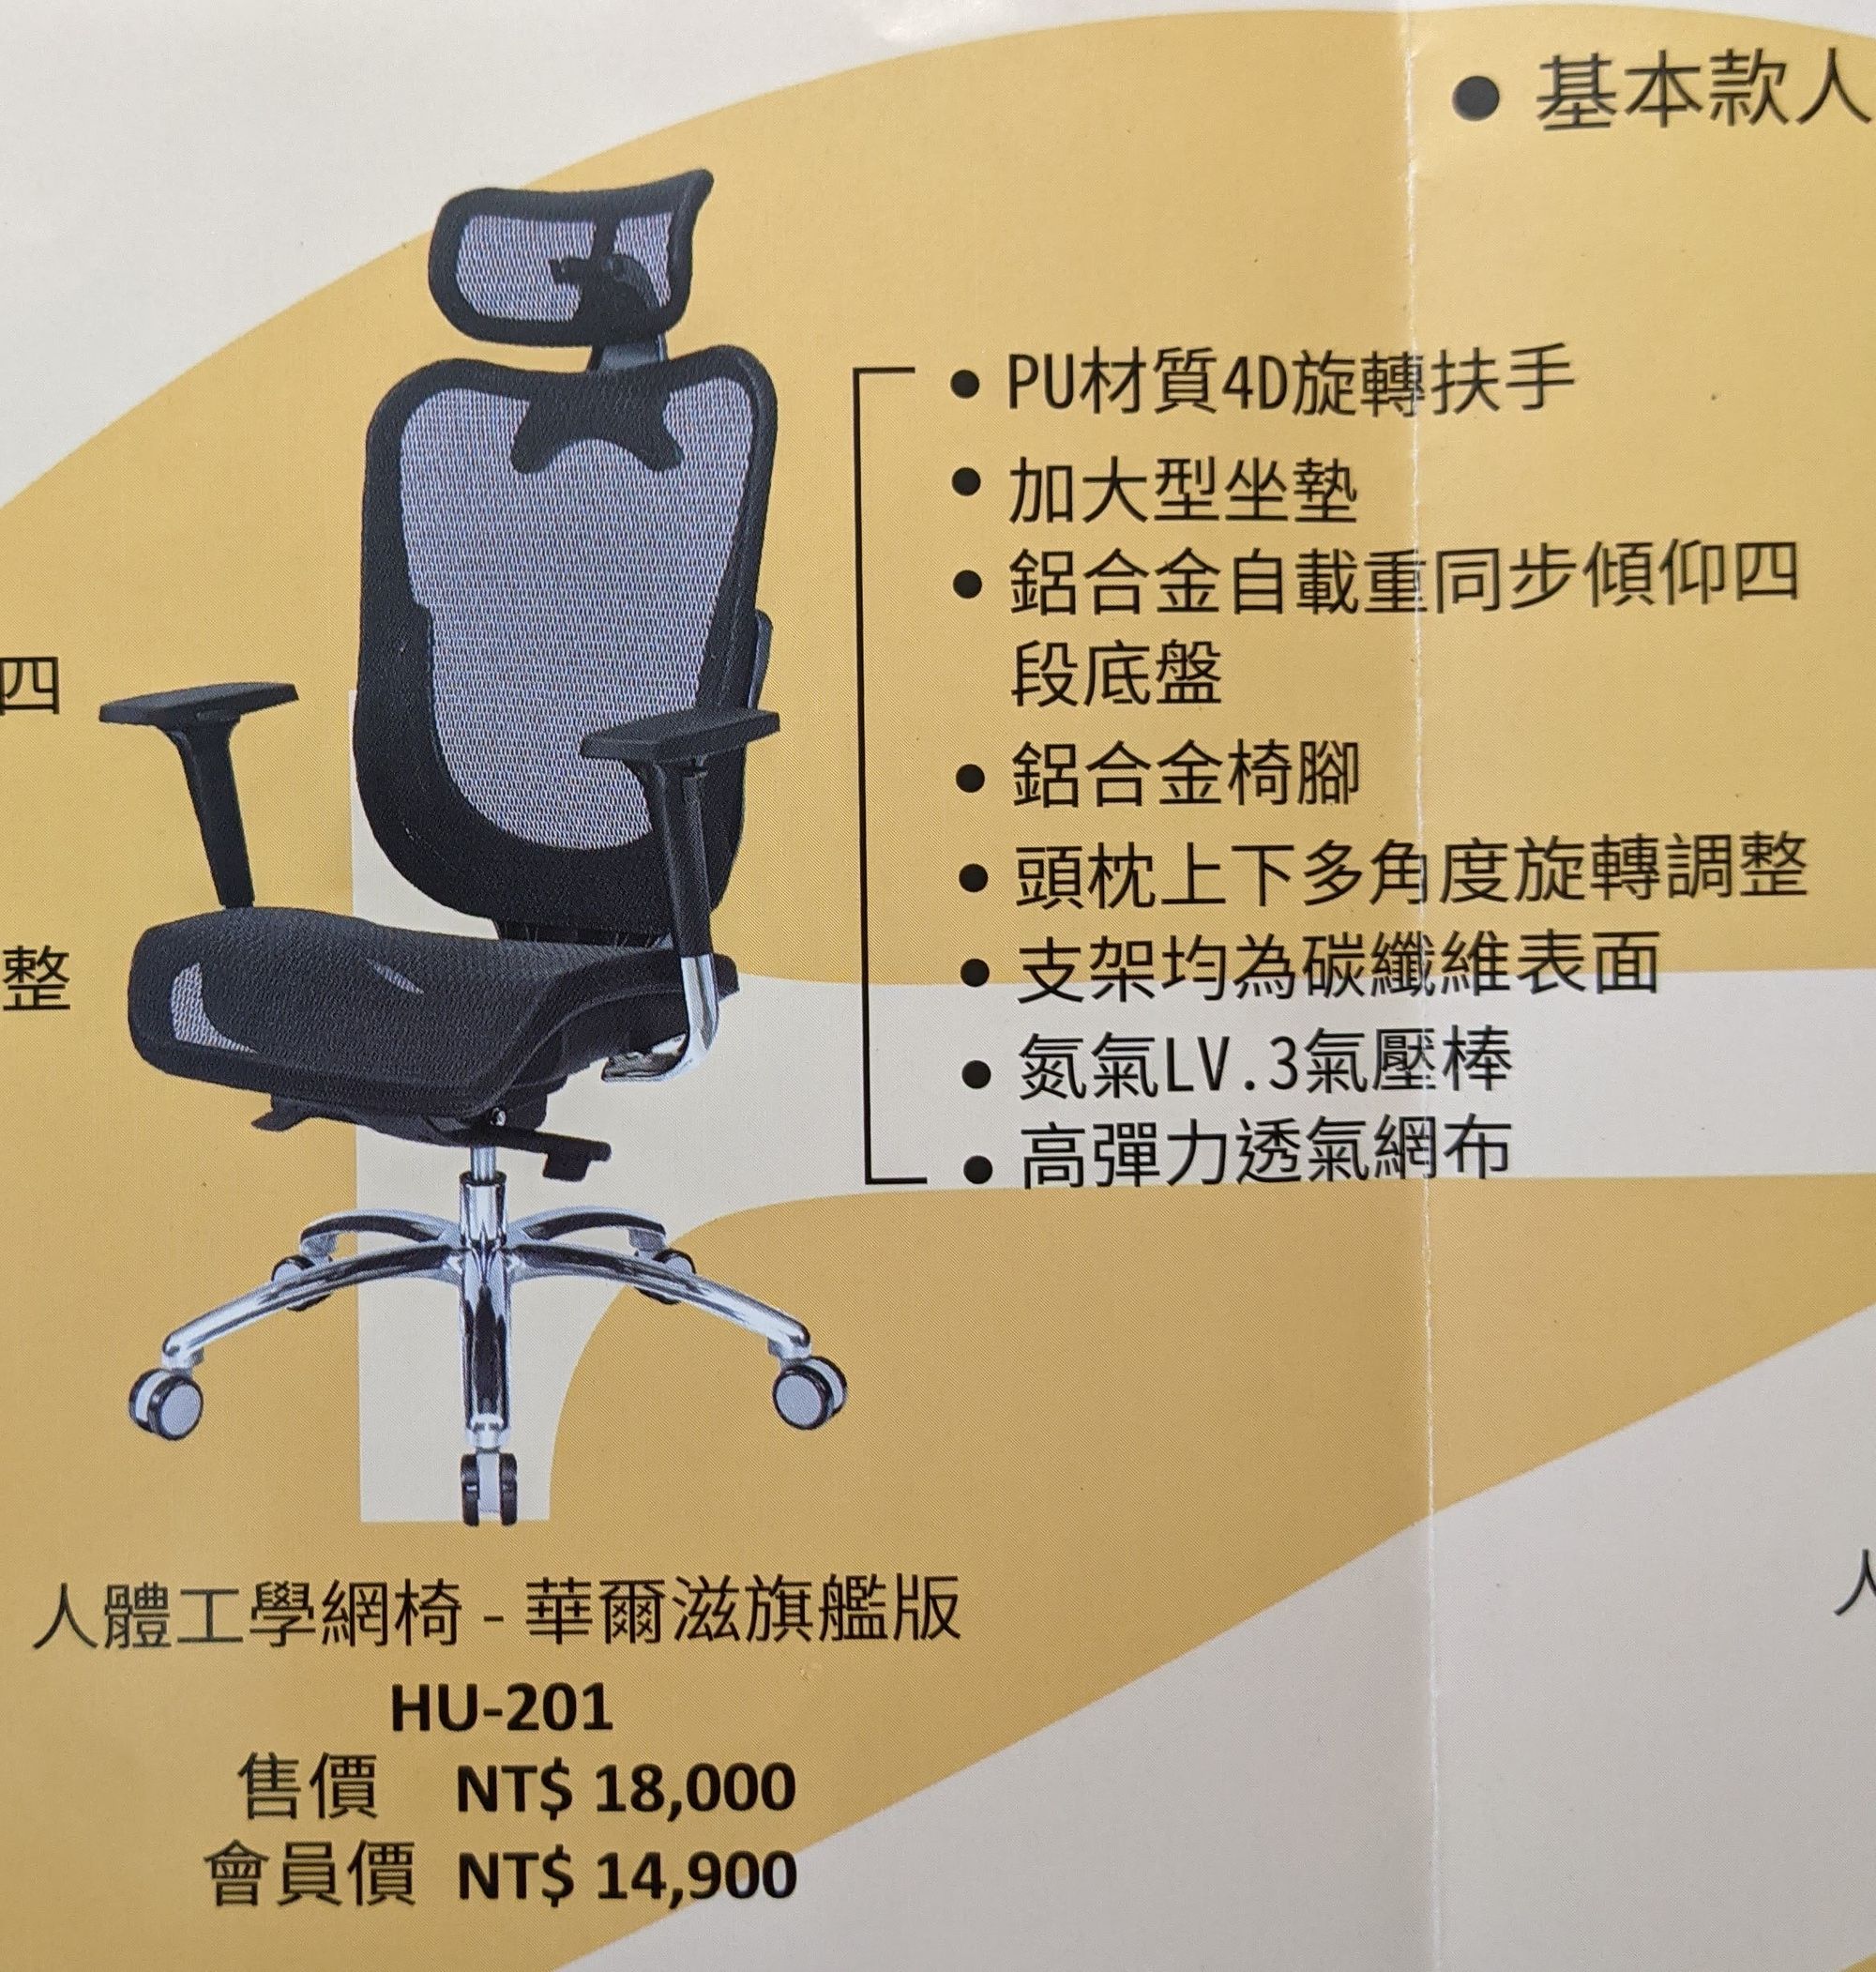 ● 基本款人
● PU材質4D旋轉扶手
● 加大型坐墊
● 鋁合金自載重同步傾仰四
段底盤
● 鋁合金椅腳
● 頭枕上下多角度旋轉調整
● 支架均為碳纖維表面
● 氮氣LV.3氣壓棒
● 高彈力透氣網布
四
整
人體工學網椅 - 華爾滋旗艦版
HU-201
售價 NT$ 18,000
會員價 NT$ 14,900
人